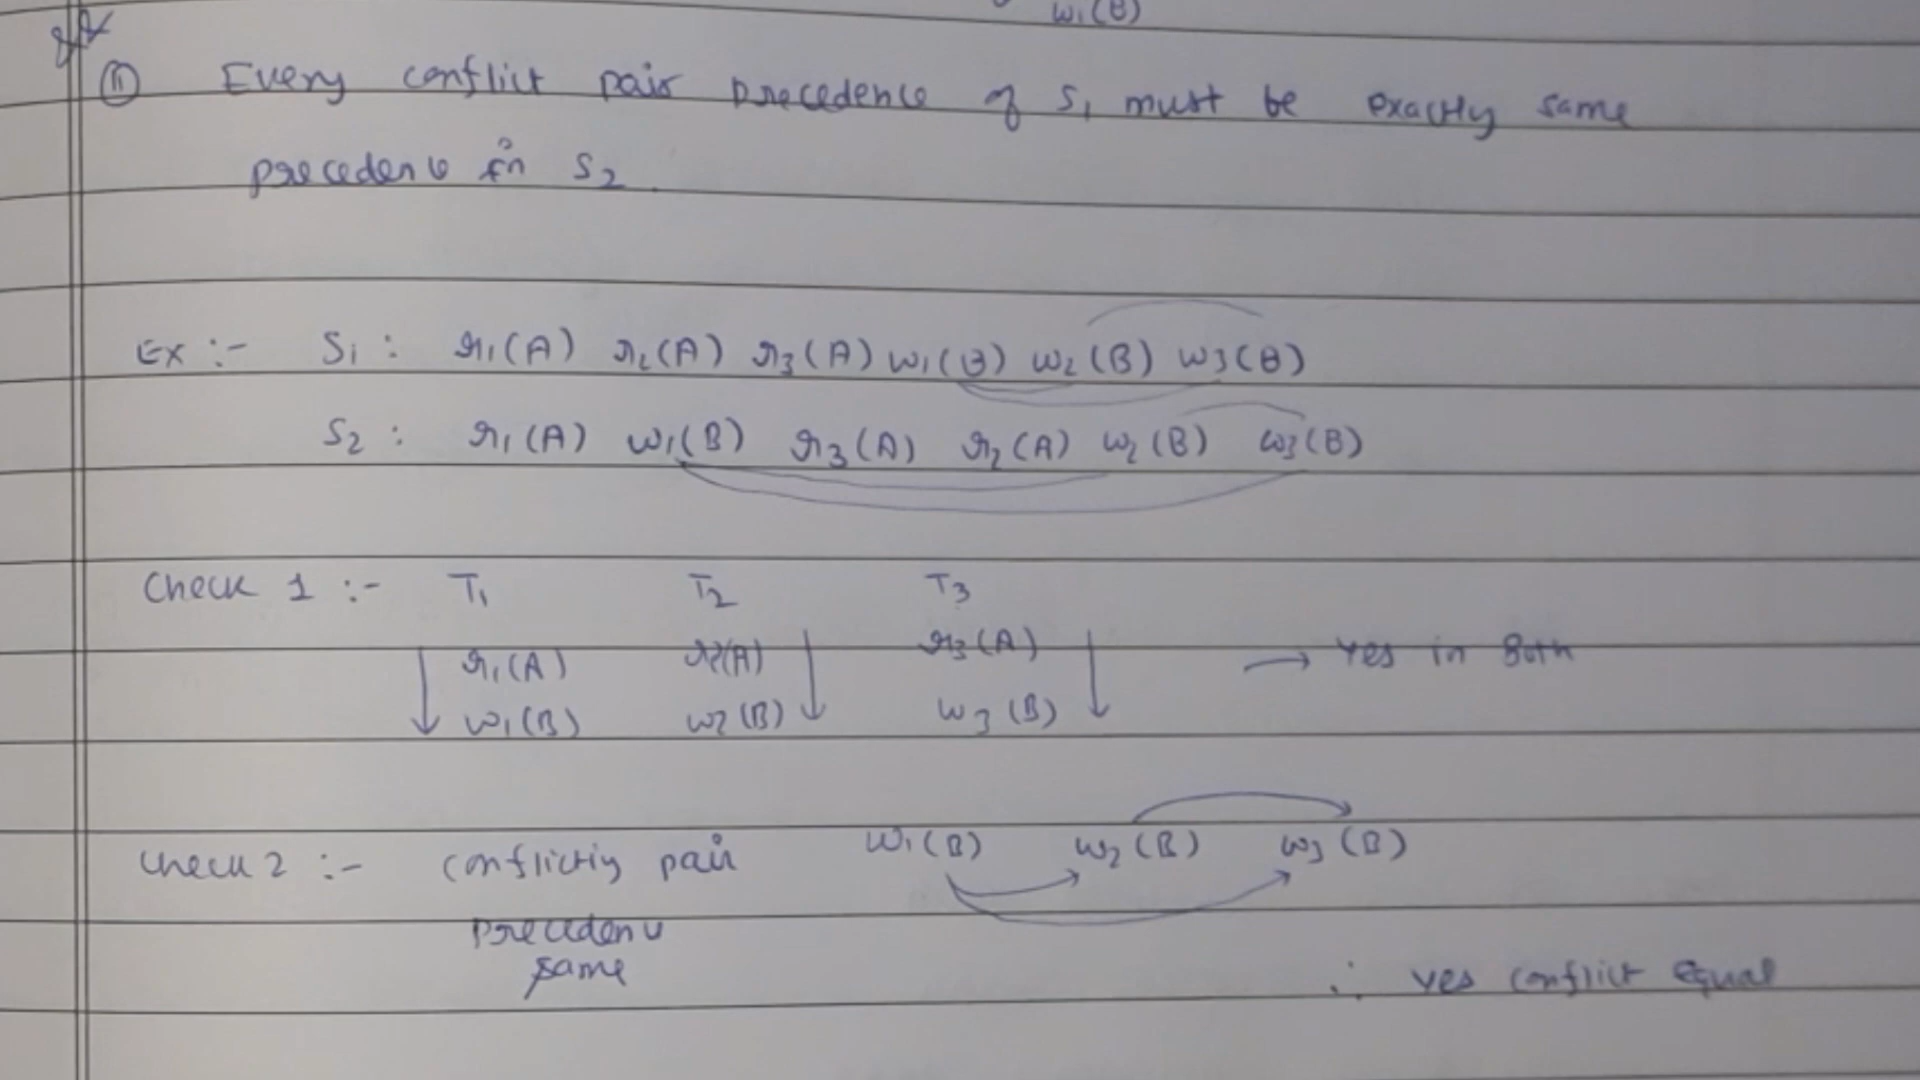 w1(B)
(ii) Every conflict pair precedence of S1 must be exactly same
precedence in S2.
Ex :- S1 : r1(A) r2(A) r3(A) w1(B) w2(B) w3(B)
S2 : r1(A) w1(B) r3(A) r2(A) w2(B) w3(B)
Check 1 :- T1 T2 T3
r1(A) r2(A) r3(A) → Yes in Both
w1(B) w2(B) w3(B)
Check 2 :- conflictig pair w1(B) w2(B) w3(B)
precedence
same
∴ yes conflict equal